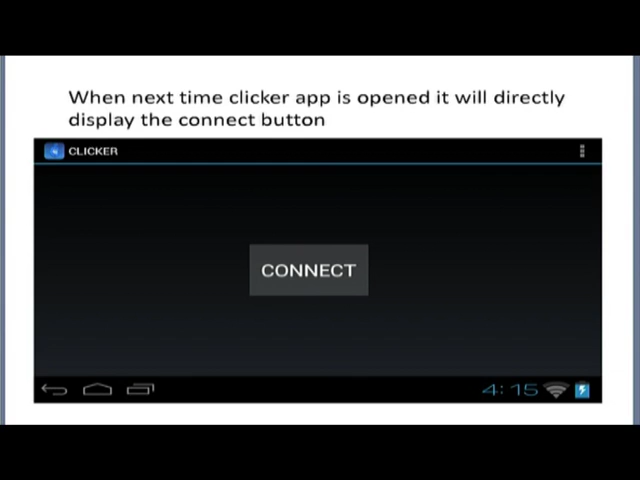 When next time clicker app is opened it will directly
display the connect button
CLICKER
CONNECT
4:15